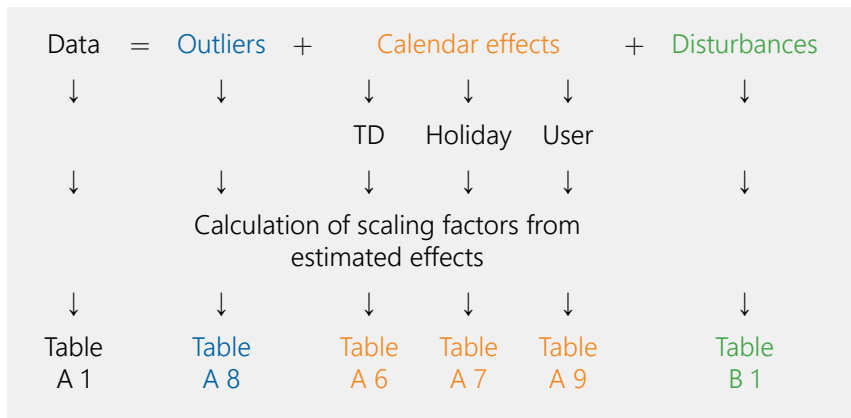 Data = Outliers + Calendar effects + Disturbances
↓ ↓ ↓ ↓ ↓ ↓
TD Holiday User
↓ ↓ ↓ ↓ ↓ ↓
Calculation of scaling factors from
estimated effects
↓ ↓ ↓ ↓ ↓ ↓
Table Table Table Table Table Table
A 1 A 8 A 6 A 7 A 9 B 1